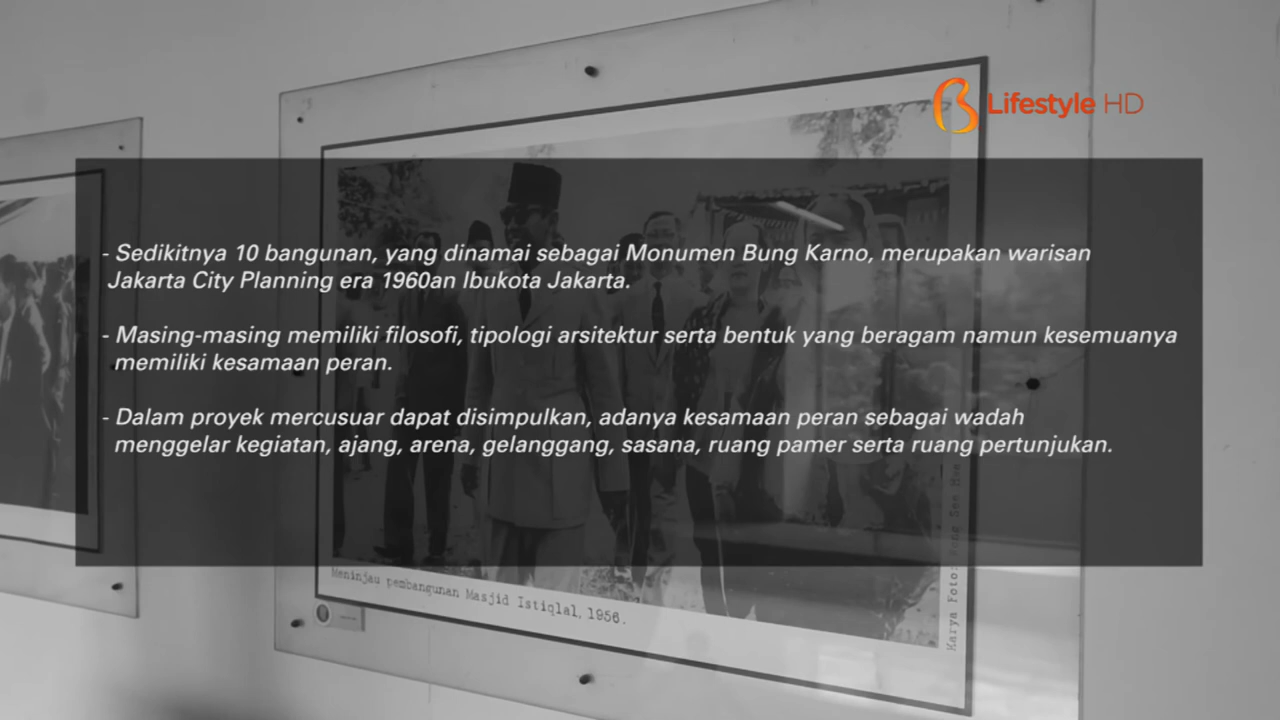 Lifestyle HD
- Sedikitnya 10 bangunan, yang dinamai sebagai Monumen Bung Karno, merupakan warisan
Jakarta City Planning era 1960an Ibukota Jakarta.
- Masing-masing memiliki filosofi, tipologi arsitektur serta bentuk yang beragam namun kesemuanya
memiliki kesamaan peran.
- Dalam proyek mercusuar dapat disimpulkan, adanya kesamaan peran sebagai wadah
menggelar kegiatan, ajang, arena, gelanggang, sasana, ruang pamer serta ruang pertunjukan.
Meninjau pembangunan Masjid Istiqlal, 1956.
Karya Foto: